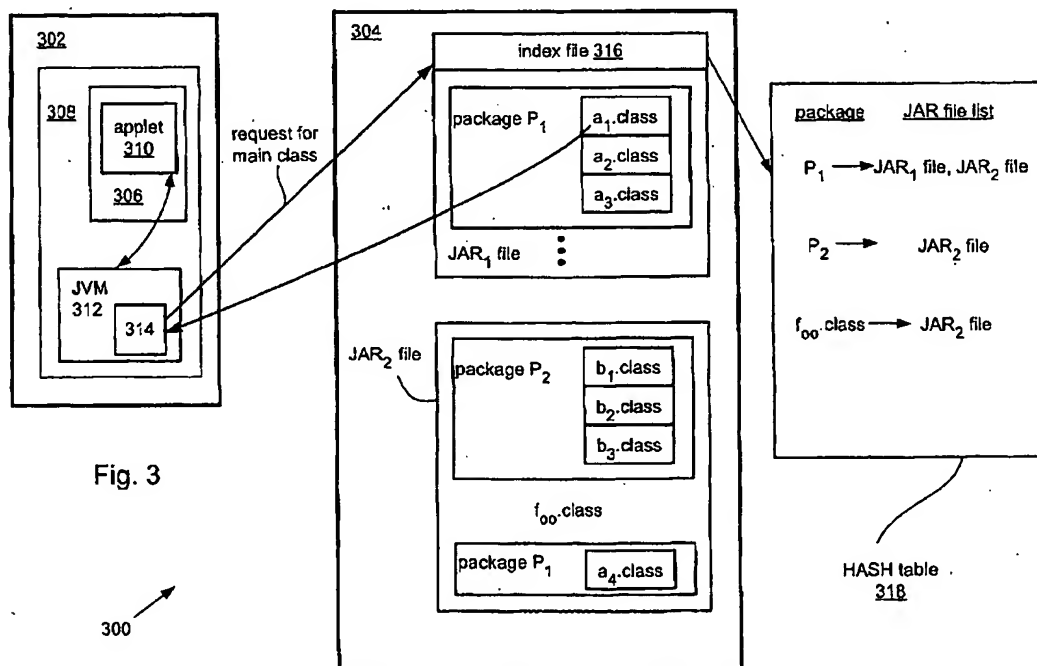 302
308
applet
310
306
JVM
312
314
request for
main class
304
index file 316
package P1
a1.class
a2.class
a3.class
JAR1 file
JAR2 file
package P2
b1.class
b2.class
b3.class
foo.class
package P1
a4.class
package JAR file list
P1 → JAR1 file, JAR2 file
P2 → JAR2 file
foo.class → JAR2 file
HASH table
318
Fig. 3
300